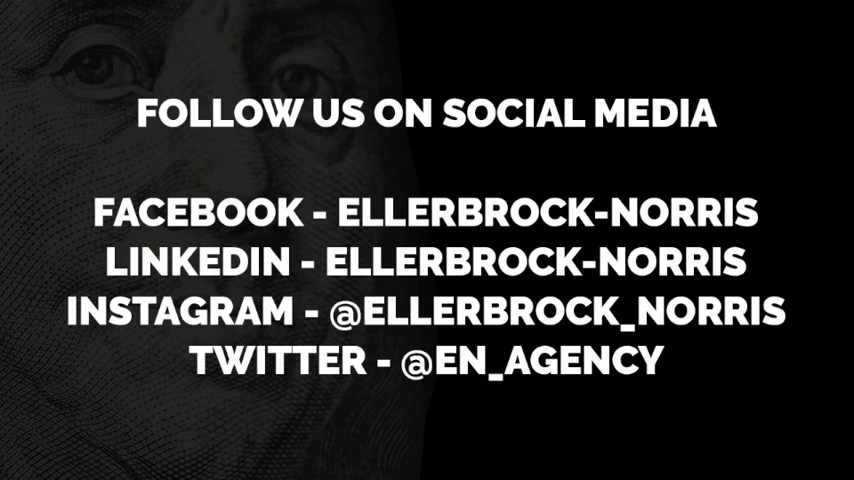 FOLLOW US ON SOCIAL MEDIA
FACEBOOK - ELLERBROCK-NORRIS
LINKEDIN - ELLERBROCK-NORRIS
INSTAGRAM - @ELLERBROCK_NORRIS
TWITTER - @EN_AGENCY